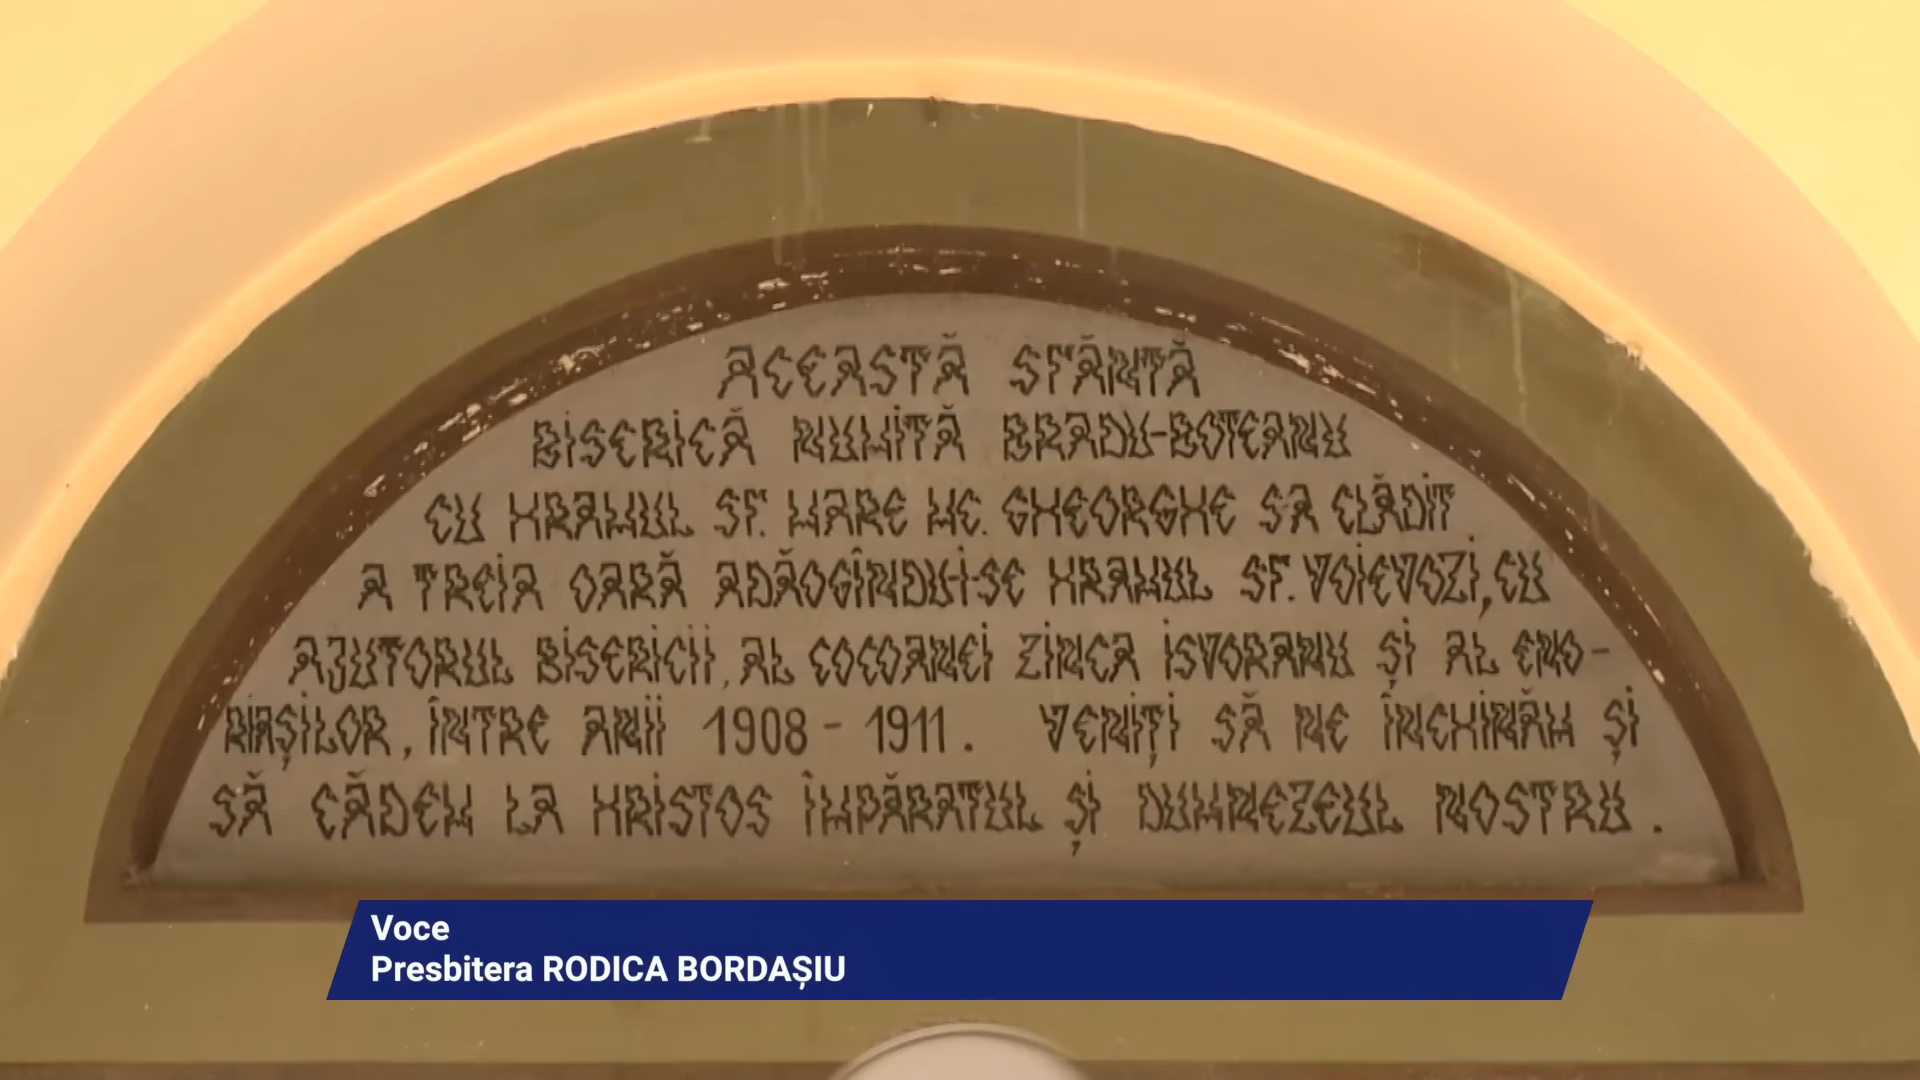 ACEASTĂ SFÂNTĂ
BISERICĂ NUMITĂ BRADU-BOTEANU
CU HRAMUL SF. MARE MC. GHEORGHE S-A CLĂDIT
A TREIA OARĂ ADĂOGÎNDU-I-SE HRAMUL SF. VOIEVOZI, CU
AJUTORUL BISERICII, AL COCOANEI ZINCA ISVORANU ȘI AL ENO-
RIAȘILOR, ÎNTRE ANII 1908 - 1911. VENIȚI SĂ NE ÎNCHINĂM ȘI
SĂ CĂDEM LA HRISTOS ÎMPĂRATUL ȘI DUMNEZEUL NOSTRU.
Voce
Presbitera RODICA BORDAȘIU